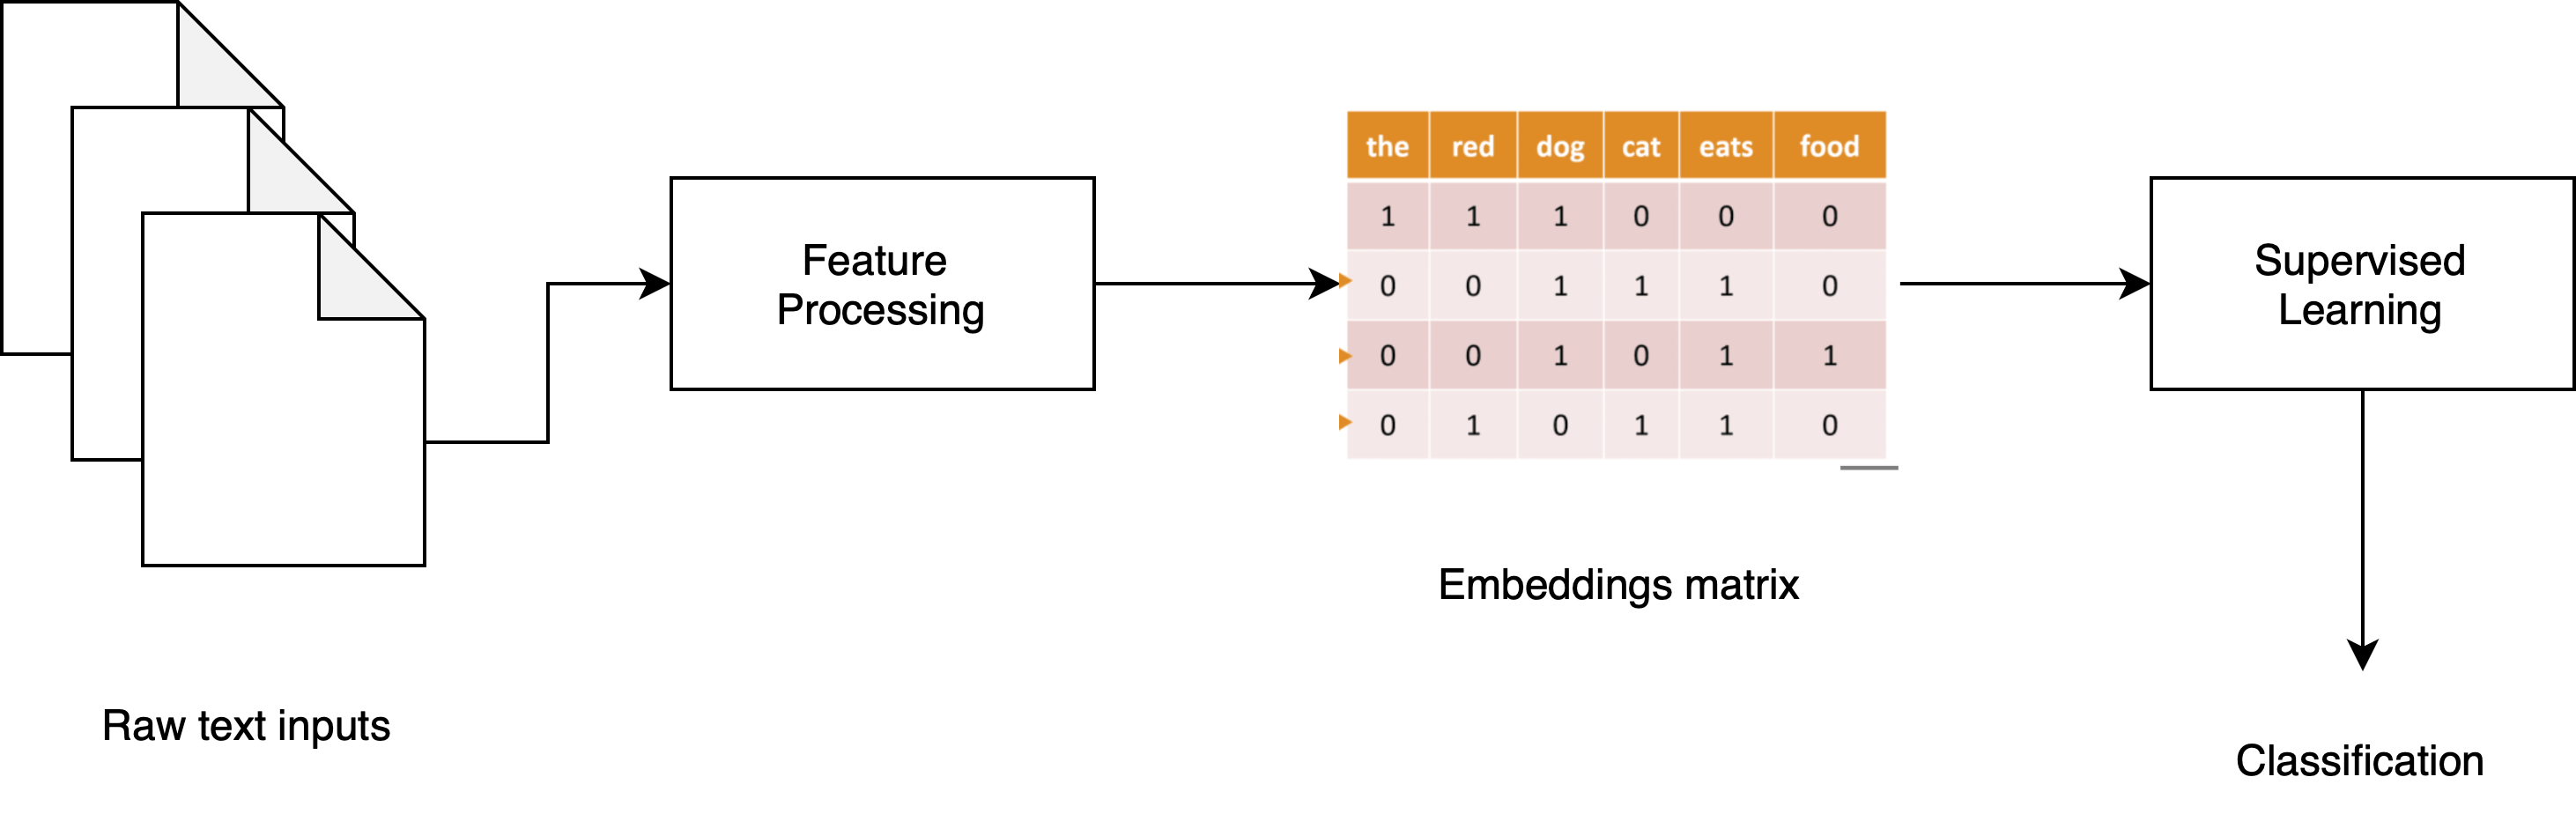 the red dog cat eats food
1 1 1 0 0 0
0 0 1 1 1 0
0 0 1 0 1 1
0 1 0 1 1 0
Feature
Processing
Supervised
Learning
Embeddings matrix
Raw text inputs
Classification